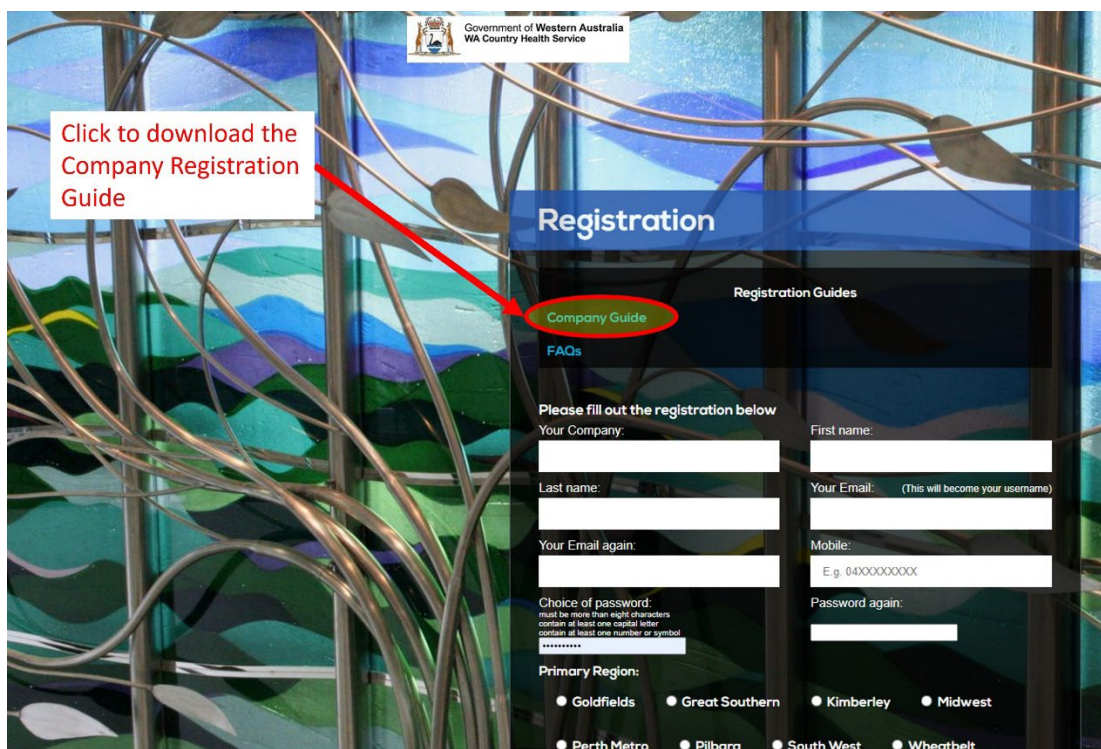 Government of Western Australia
WA Country Health Service
Click to download the
Company Registration
Guide
Registration
Registration Guides
Company Guide
FAQs
Please fill out the registration below
Your Company:
First name:
Last name:
Your Email: (This will become your username)
Your Email again:
Mobile:
E.g. 04XXXXXXXX
Choice of password:
must be more than eight characters
contain at least one capital letter
contain at least one number or symbol
Password again:
••••••••••
Primary Region:
Goldfields Great Southern Kimberley Midwest
Perth Metro Pilbara South West Wheatbelt